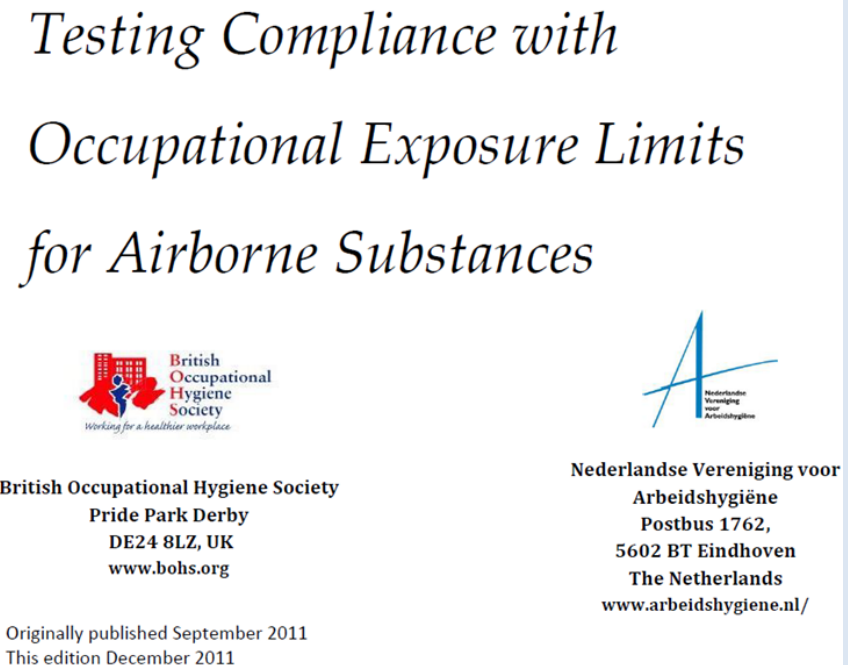 Testing Compliance with
Occupational Exposure Limits
for Airborne Substances
British
Occupational
Hygiene
Society
Working for a healthier workplace
Nederlandse
Vereniging
voor
Arbeidshygiëne
British Occupational Hygiene Society
Pride Park Derby
DE24 8LZ, UK
www.bohs.org
Nederlandse Vereniging voor
Arbeidshygiëne
Postbus 1762,
5602 BT Eindhoven
The Netherlands
www.arbeidshygiene.nl/
Originally published September 2011
This edition December 2011